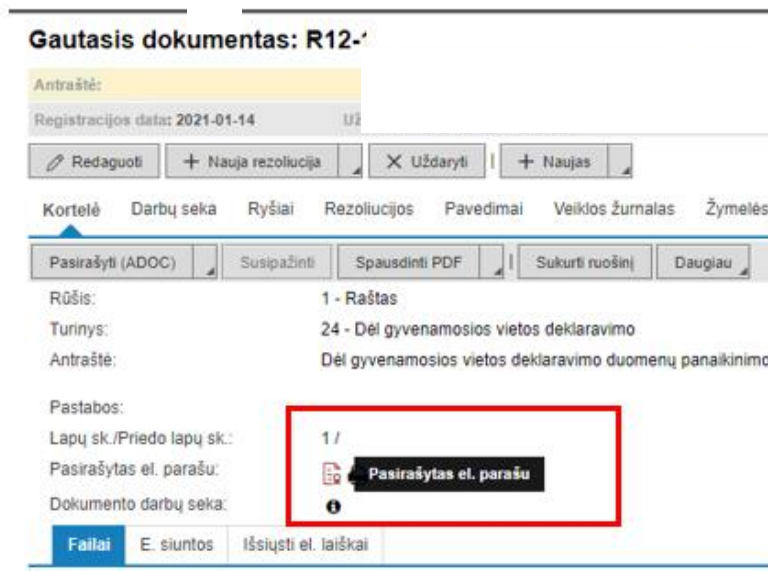 Gautasis dokumentas: R12-
Antraštė:
Registracijos data: 2021-01-14
Redaguoti + Nauja rezoliucija X Uždaryti | + Naujas
Kortelė Darbų seka Ryšiai Rezoliucijos Pavedimai Veiklos žurnalas Žymelės
Pasirašyti (ADOC) Susipažinti Spausdinti PDF | Sukurti ruošinį Daugiau
Rūšis: 1 - Raštas
Turinys: 24 - Dėl gyvenamosios vietos deklaravimo
Antraštė: Dėl gyvenamosios vietos deklaravimo duomenų panaikinimo
Pastabos:
Lapų sk./Priedo lapų sk.: 1 /
Pasirašytas el. parašu: Pasirašytas el. parašu
Dokumento darbų seka:
Failai E. siuntos Išsiųsti el. laiškai